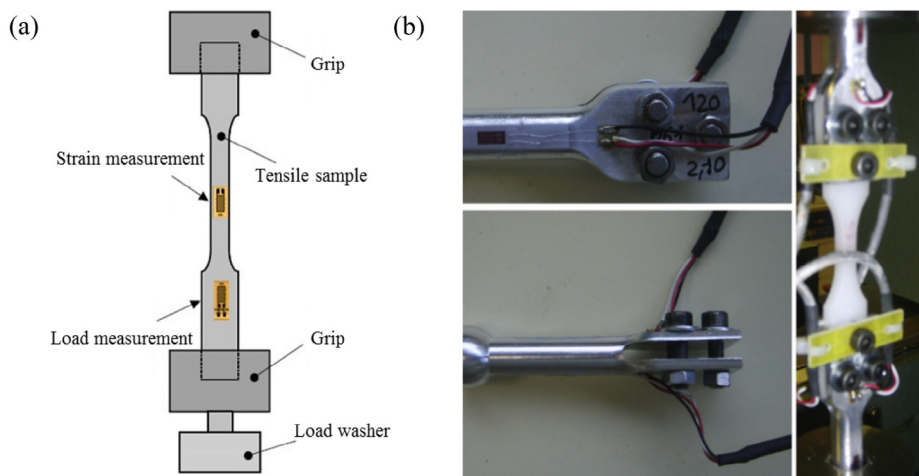 (a)
Grip
Strain measurement
Tensile sample
Load measurement
Grip
Load washer
(b)
120
2,10